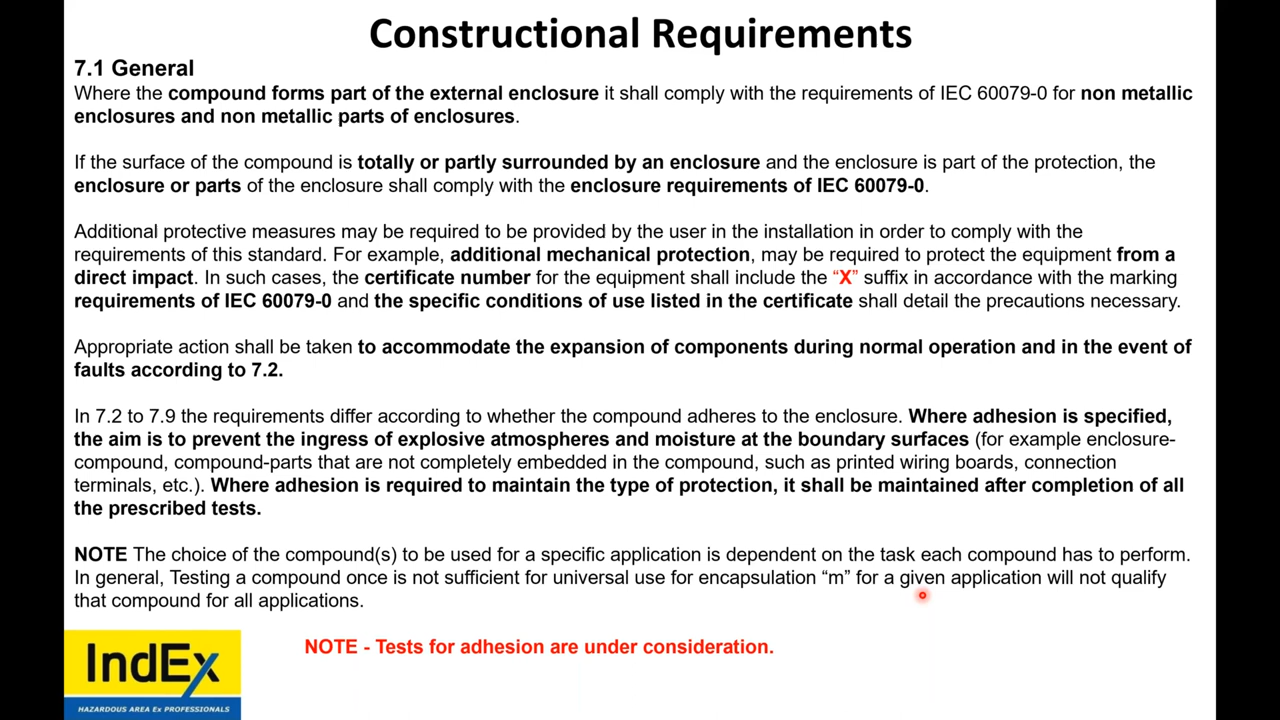 Constructional Requirements
7.1 General
Where the compound forms part of the external enclosure it shall comply with the requirements of IEC 60079-0 for non metallic
enclosures and non metallic parts of enclosures.
If the surface of the compound is totally or partly surrounded by an enclosure and the enclosure is part of the protection, the
enclosure or parts of the enclosure shall comply with the enclosure requirements of IEC 60079-0.
Additional protective measures may be required to be provided by the user in the installation in order to comply with the
requirements of this standard. For example, additional mechanical protection, may be required to protect the equipment from a
direct impact. In such cases, the certificate number for the equipment shall include the “X” suffix in accordance with the marking
requirements of IEC 60079-0 and the specific conditions of use listed in the certificate shall detail the precautions necessary.
Appropriate action shall be taken to accommodate the expansion of components during normal operation and in the event of
faults according to 7.2.
In 7.2 to 7.9 the requirements differ according to whether the compound adheres to the enclosure. Where adhesion is specified,
the aim is to prevent the ingress of explosive atmospheres and moisture at the boundary surfaces (for example enclosure-
compound, compound-parts that are not completely embedded in the compound, such as printed wiring boards, connection
terminals, etc.). Where adhesion is required to maintain the type of protection, it shall be maintained after completion of all
the prescribed tests.
NOTE The choice of the compound(s) to be used for a specific application is dependent on the task each compound has to perform.
In general, Testing a compound once is not sufficient for universal use for encapsulation “m” for a given application will not qualify
that compound for all applications.
NOTE - Tests for adhesion are under consideration.
IndEx
HAZARDOUS AREA Ex PROFESSIONALS